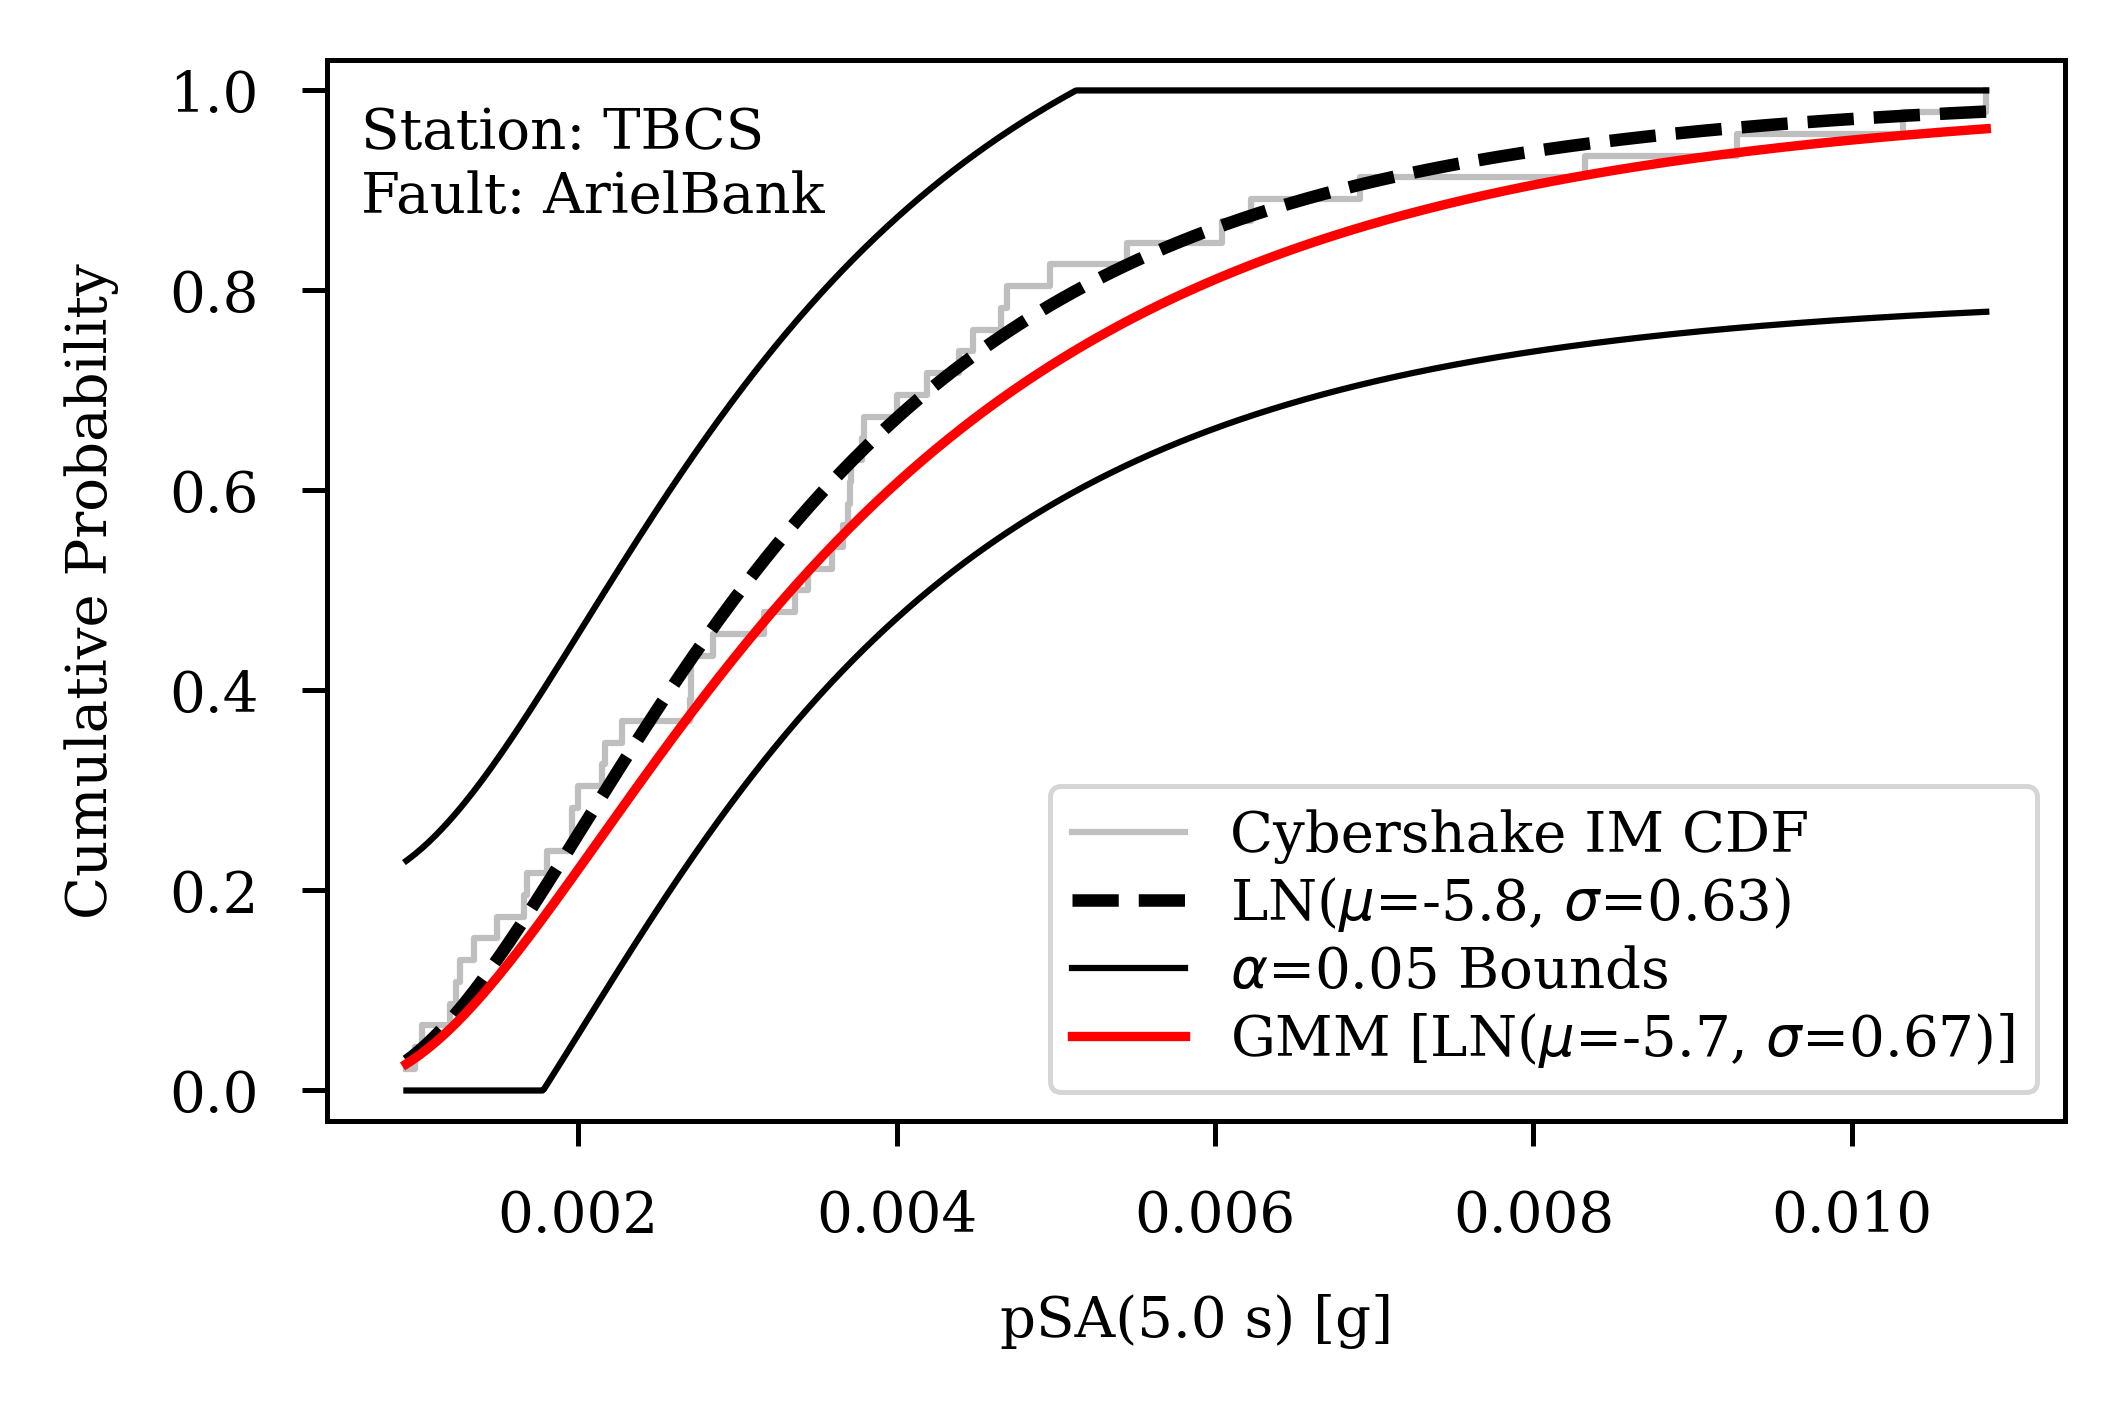 Station: TBCS
Fault: ArielBank
Cumulative Probability
1.0
0.8
0.6
0.4
0.2
0.0
Cybershake IM CDF
LN(μ=-5.8, σ=0.63)
α=0.05 Bounds
GMM [LN(μ=-5.7, σ=0.67)]
0.002
0.004
0.006
0.008
0.010
pSA(5.0 s) [g]